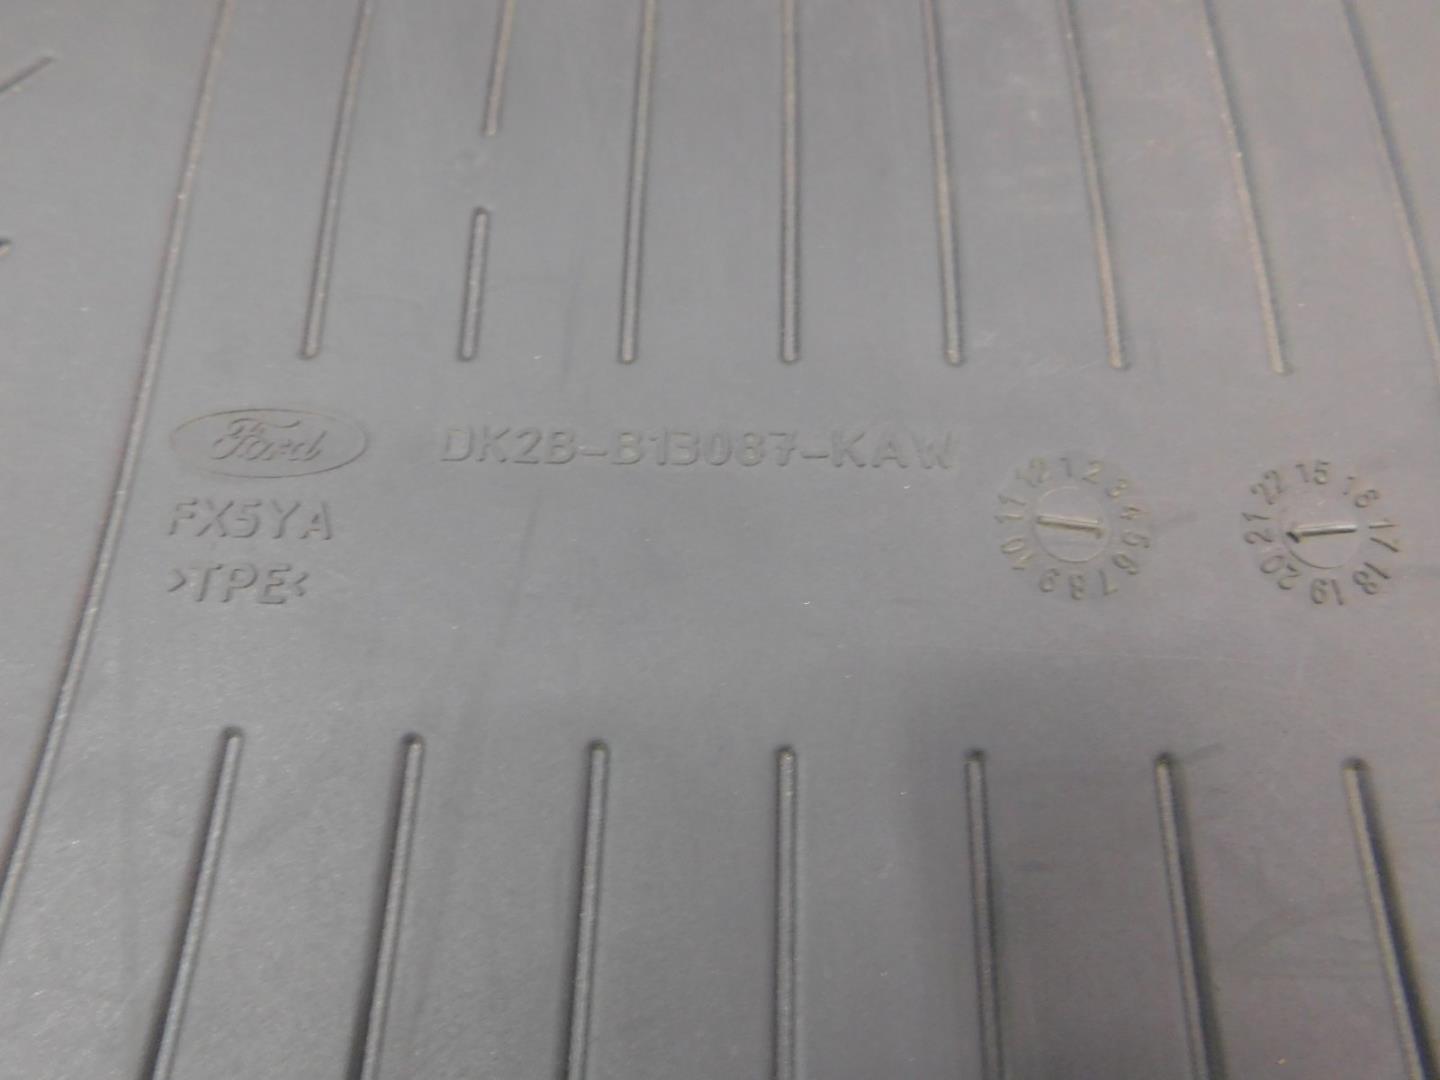 Ford DK2B-B13087-KAW
FX5YA
>TPE<
1 2 3 4 5 6 7 8 9 10 11 12
15 16 17 18 19 20 21 22